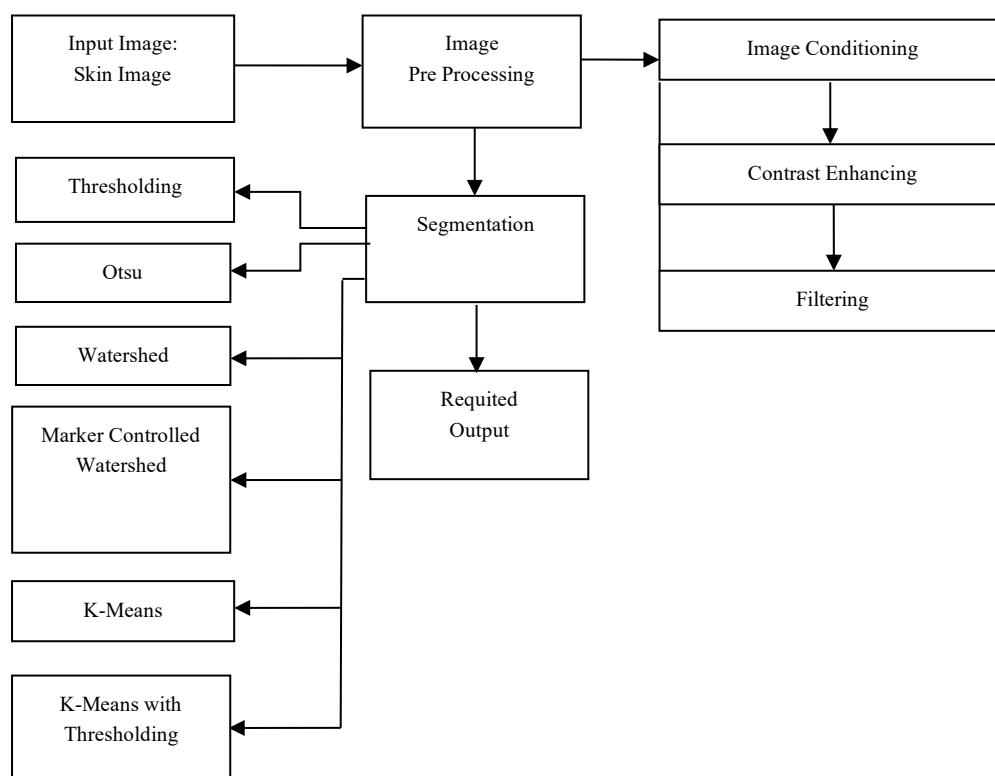 Input Image:
Skin Image
Image
Pre Processing
Image Conditioning
Contrast Enhancing
Filtering
Thresholding
Segmentation
Otsu
Watershed
Requited
Output
Marker Controlled
Watershed
K-Means
K-Means with
Thresholding